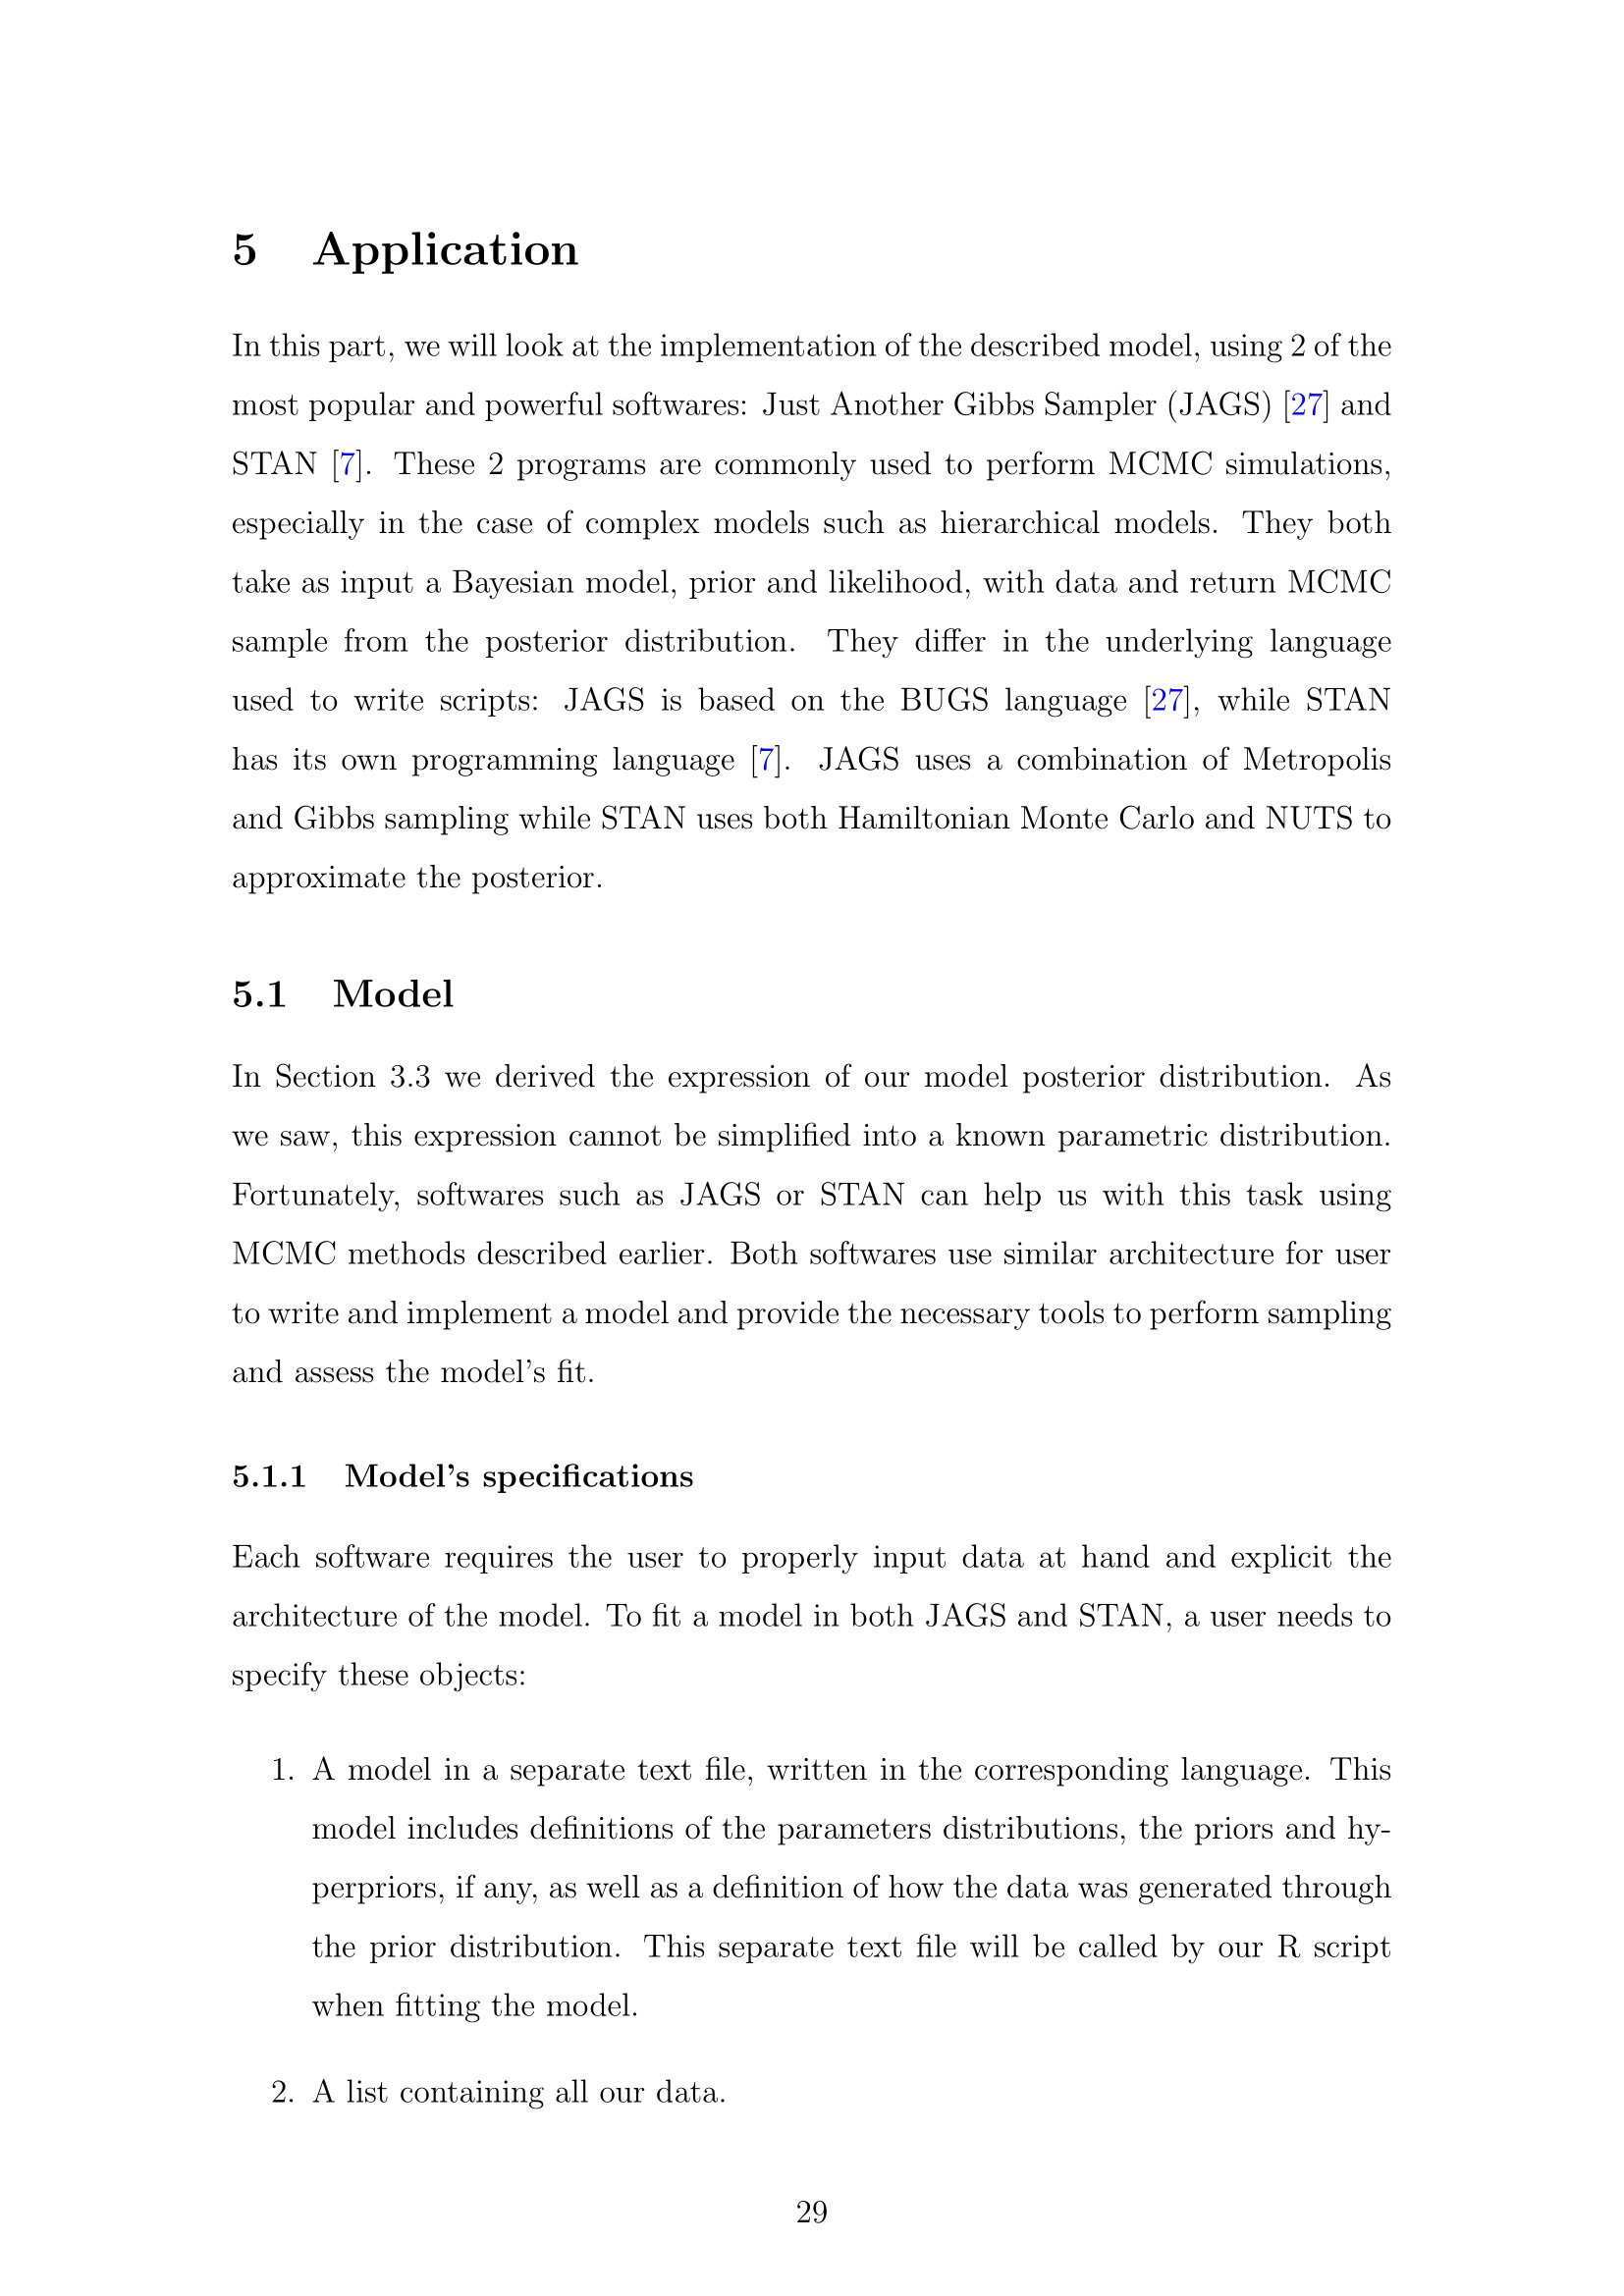 5 Application
In this part, we will look at the implementation of the described model, using 2 of the
most popular and powerful softwares: Just Another Gibbs Sampler (JAGS) [27] and
STAN [7]. These 2 programs are commonly used to perform MCMC simulations,
especially in the case of complex models such as hierarchical models. They both
take as input a Bayesian model, prior and likelihood, with data and return MCMC
sample from the posterior distribution. They differ in the underlying language
used to write scripts: JAGS is based on the BUGS language [27], while STAN
has its own programming language [7]. JAGS uses a combination of Metropolis
and Gibbs sampling while STAN uses both Hamiltonian Monte Carlo and NUTS to
approximate the posterior.
5.1 Model
In Section 3.3 we derived the expression of our model posterior distribution. As
we saw, this expression cannot be simplified into a known parametric distribution.
Fortunately, softwares such as JAGS or STAN can help us with this task using
MCMC methods described earlier. Both softwares use similar architecture for user
to write and implement a model and provide the necessary tools to perform sampling
and assess the model's fit.
5.1.1 Model's specifications
Each software requires the user to properly input data at hand and explicit the
architecture of the model. To fit a model in both JAGS and STAN, a user needs to
specify these objects:
1. A model in a separate text file, written in the corresponding language. This
model includes definitions of the parameters distributions, the priors and hy-
perpriors, if any, as well as a definition of how the data was generated through
the prior distribution. This separate text file will be called by our R script
when fitting the model.
2. A list containing all our data.
29